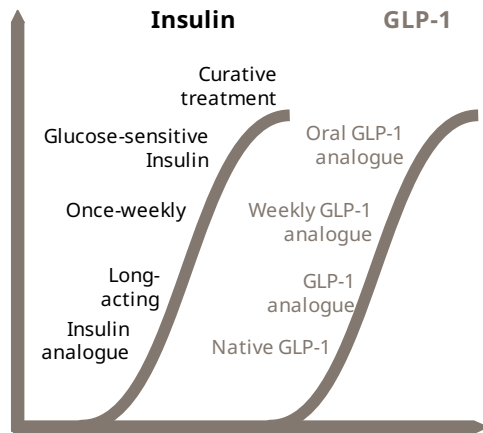 Insulin
GLP-1
Curative
treatment
Glucose-sensitive
Insulin
Once-weekly
Long-
acting
Insulin
analogue
Oral GLP-1
analogue
Weekly GLP-1
analogue
GLP-1
analogue
Native GLP-1